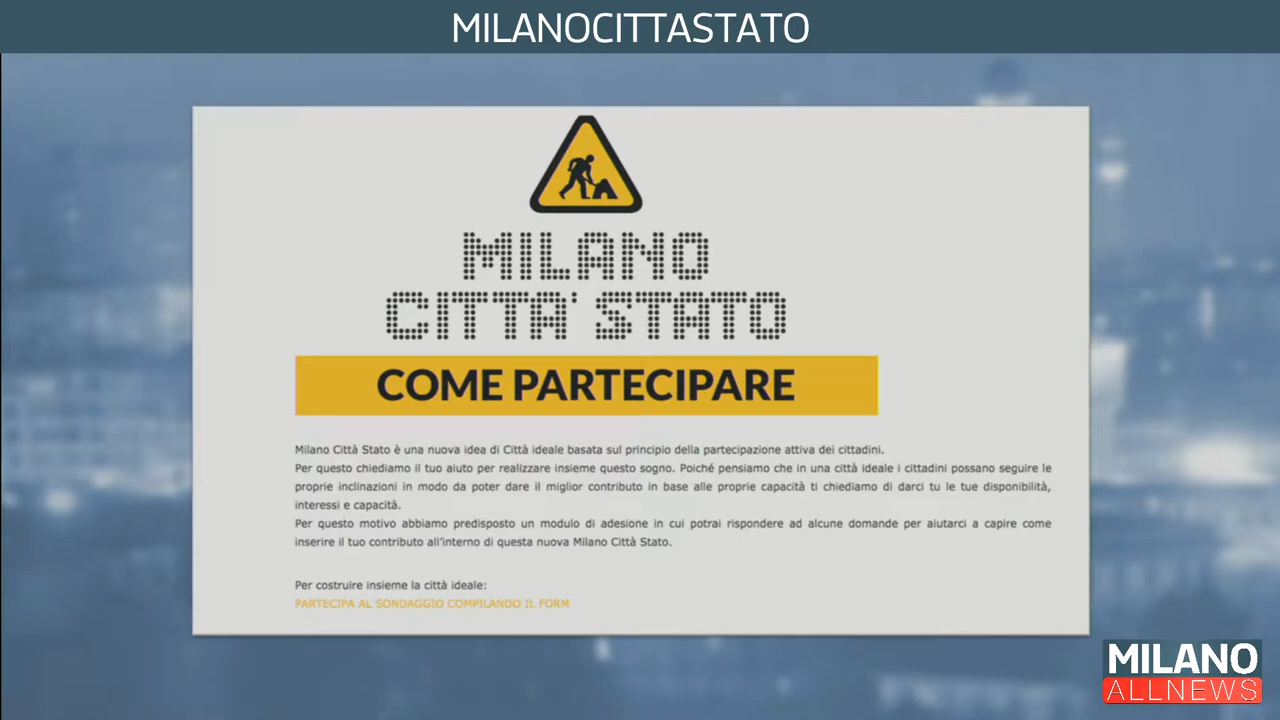 MILANOCITTASTATO
MILANO
CITTA' STATO
COME PARTECIPARE
Milano Città Stato è una nuova idea di Città ideale basata sul principio della partecipazione attiva dei cittadini.
Per questo chiediamo il tuo aiuto per realizzare insieme questo sogno. Poiché pensiamo che in una città ideale i cittadini possano seguire le
proprie inclinazioni in modo da poter dare il miglior contributo in base alle proprie capacità ti chiediamo di darci tu le tue disponibilità,
interessi e capacità.
Per questo motivo abbiamo predisposto un modulo di adesione in cui potrai rispondere ad alcune domande per aiutarci a capire come
inserire il tuo contributo all'interno di questa nuova Milano Città Stato.
Per costruire insieme la città ideale:
PARTECIPA AL SONDAGGIO COMPILANDO IL FORM
MILANO
ALLNEWS